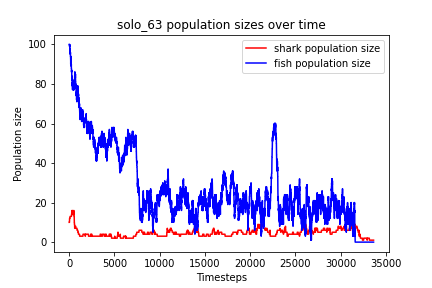 solo_63 population sizes over time
shark population size
fish population size
Population size
100
80
60
40
20
0
0
5000
10000
15000
20000
25000
30000
35000
Timesteps